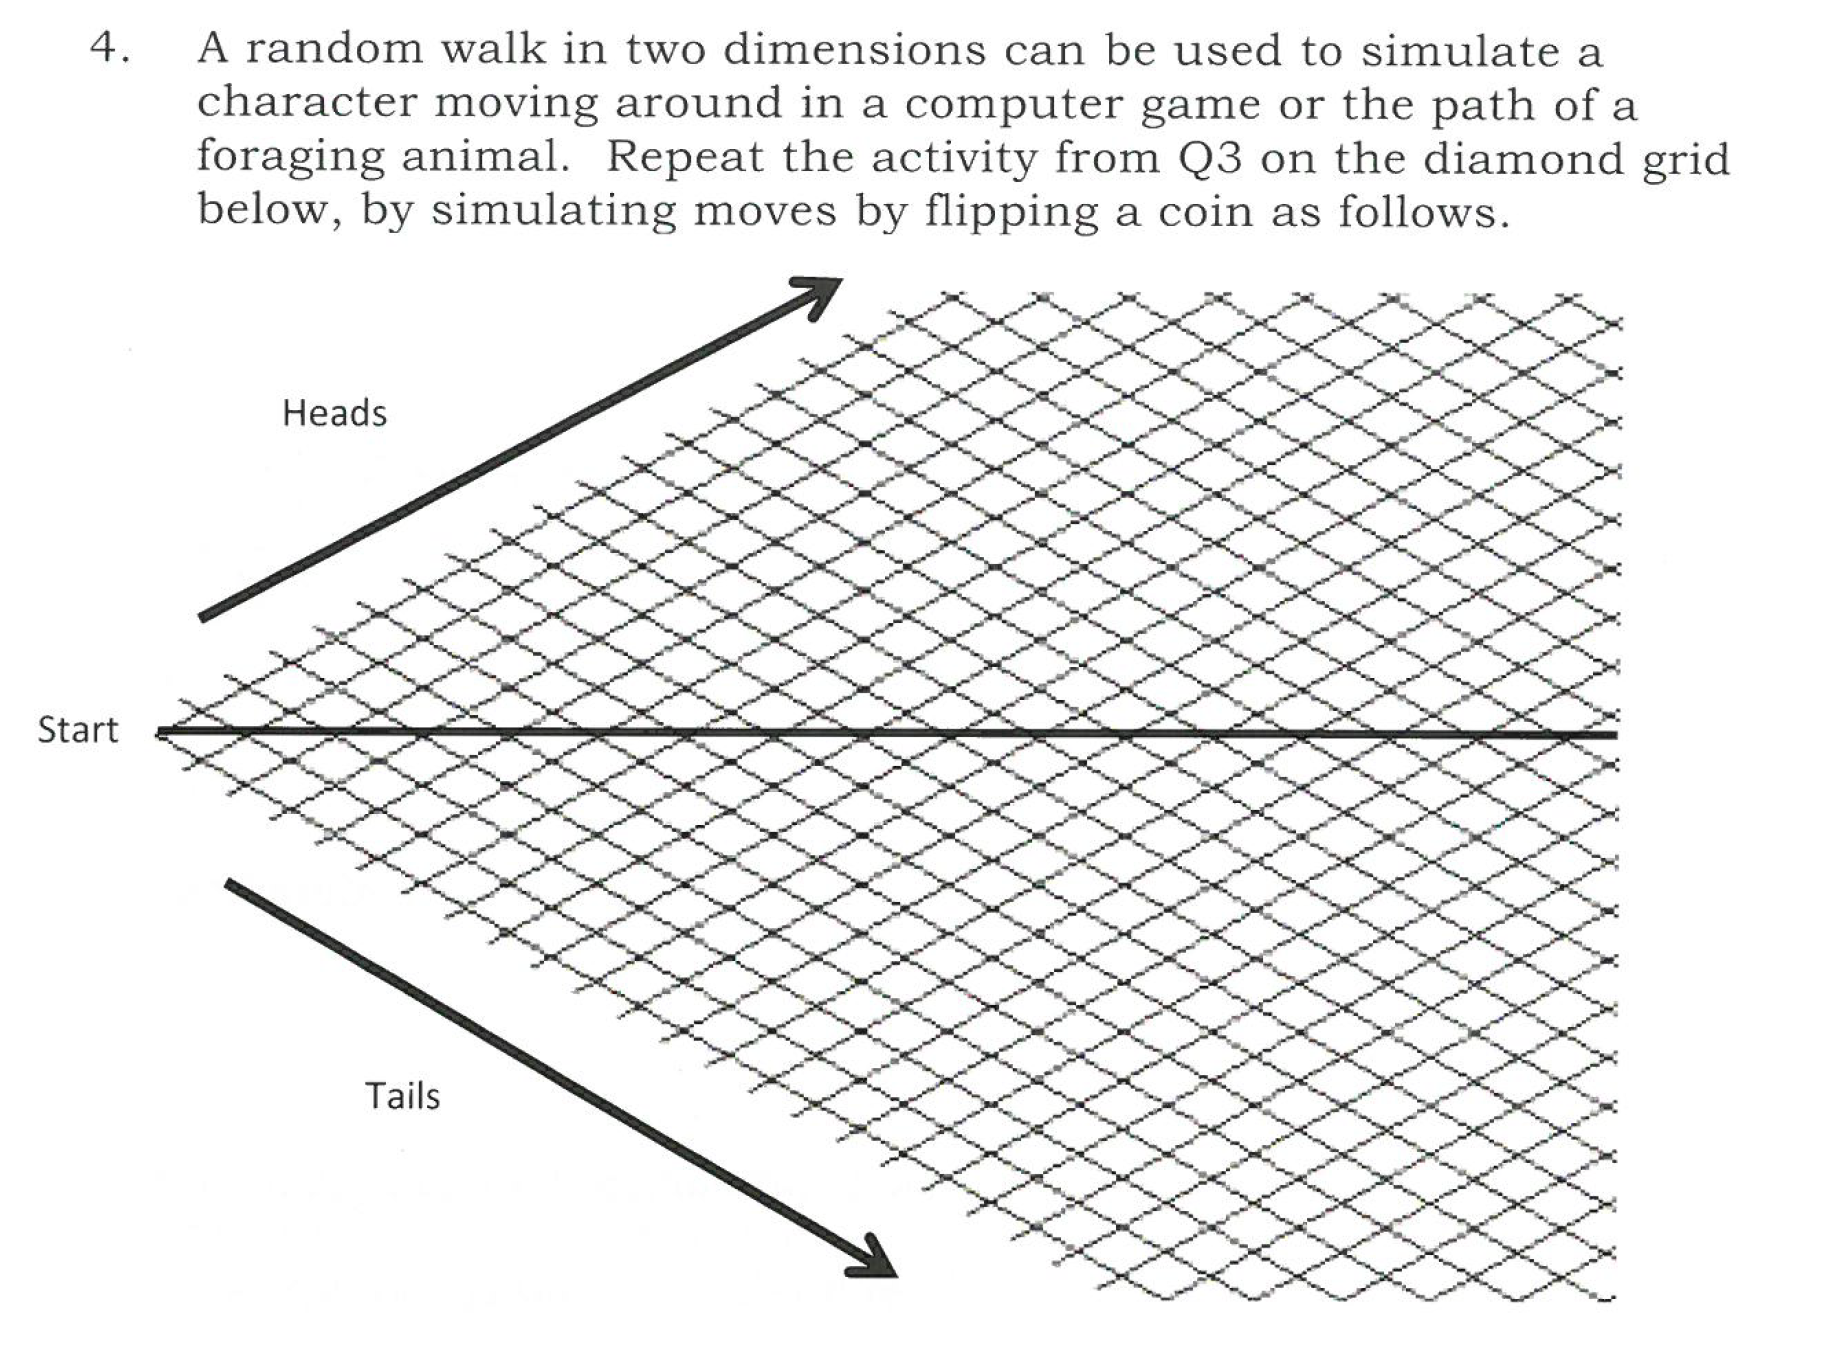 4. A random walk in two dimensions can be used to simulate a
character moving around in a computer game or the path of a
foraging animal. Repeat the activity from Q3 on the diamond grid
below, by simulating moves by flipping a coin as follows.
Heads
Start
Tails